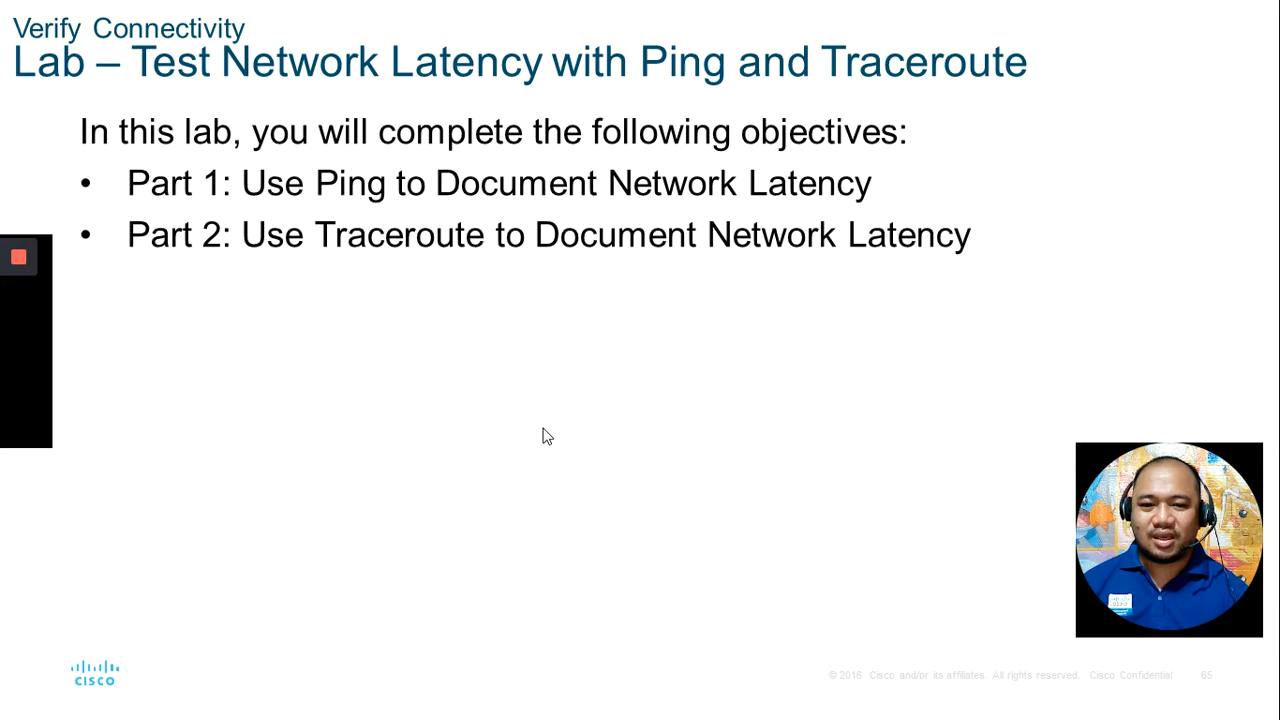 Verify Connectivity
Lab – Test Network Latency with Ping and Traceroute
In this lab, you will complete the following objectives:
• Part 1: Use Ping to Document Network Latency
• Part 2: Use Traceroute to Document Network Latency
CISCO
© 2016 Cisco and/or its affiliates. All rights reserved. Cisco Confidential 65